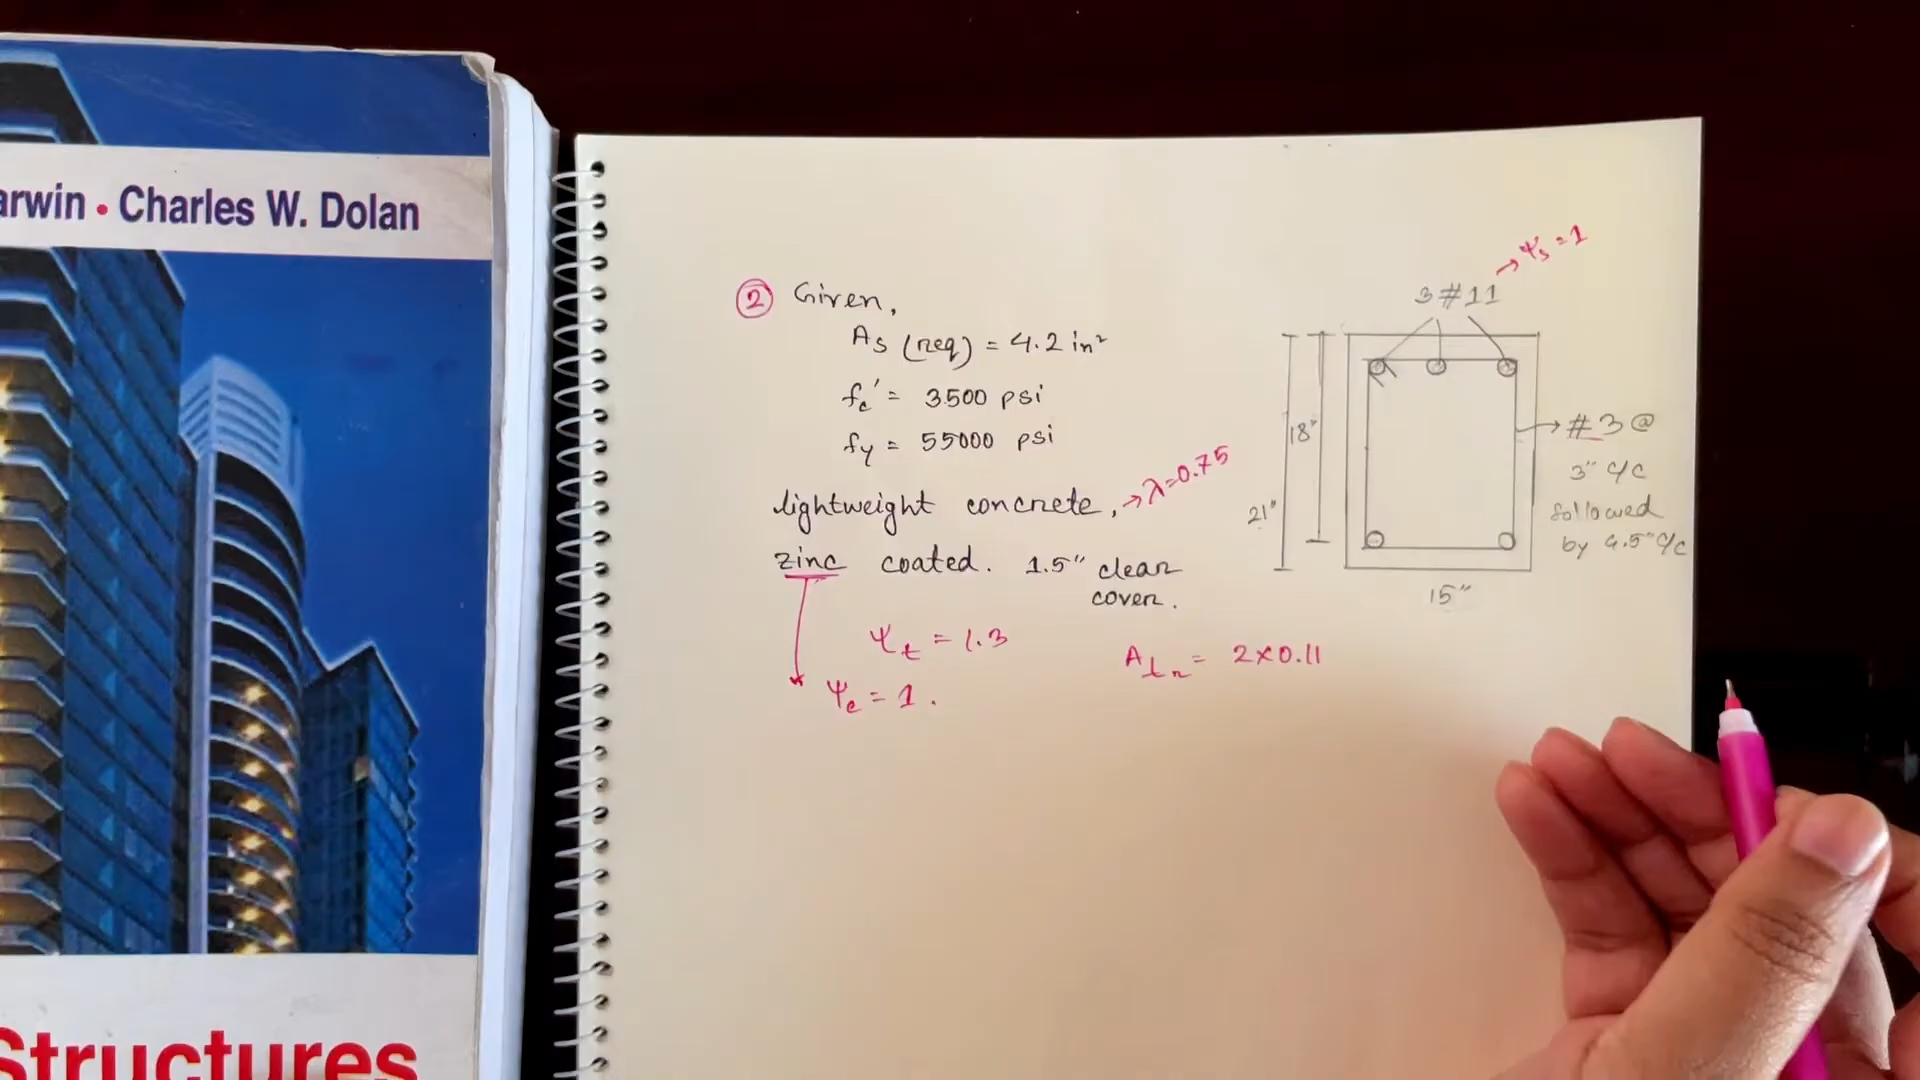 arwin • Charles W. Dolan
Structures
② Given,
As (req) = 4.2 in²
fc' = 3500 psi
fy = 55000 psi
lightweight concrete, → λ=0.75
zinc coated. 1.5" clear
cover.
Ψt = 1.3
Ψe = 1.
Atr = 2×0.11
→ Ψs = 1
3#11
18"
21"
→ #3 @
3" c/c
followed
by 4.5" c/c
15"